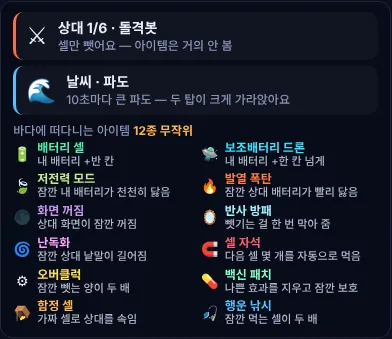 상대 1/6 · 돌격봇
셀만 뺏어요 — 아이템은 거의 안 봄
날씨 · 파도
10초마다 큰 파도 — 두 탑이 크게 가라앉아요
바다에 떠다니는 아이템 12종 무작위
배터리 셀
내 배터리 +반 칸
보조배터리 드론
내 배터리 +한 칸 넘게
저전력 모드
잠깐 내 배터리가 천천히 닳음
발열 폭탄
잠깐 상대 배터리가 빨리 닳음
화면 꺼짐
상대 화면이 잠깐 꺼짐
반사 방패
뺏기는 걸 한 번 막아 줌
난독화
잠깐 상대 낱말이 길어짐
셀 자석
다음 셀 몇 개를 자동으로 먹음
오버클럭
잠깐 뺏는 양이 두 배
백신 패치
나쁜 효과를 지우고 잠깐 보호
함정 셀
가짜 셀로 상대를 속임
행운 낚시
잠깐 먹는 셀이 두 배